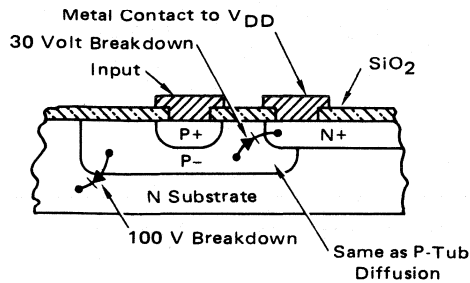 Metal Contact to VDD
30 Volt Breakdown
Input
SiO2
P+
N+
P–
N Substrate
100 V Breakdown
Same as P-Tub
Diffusion